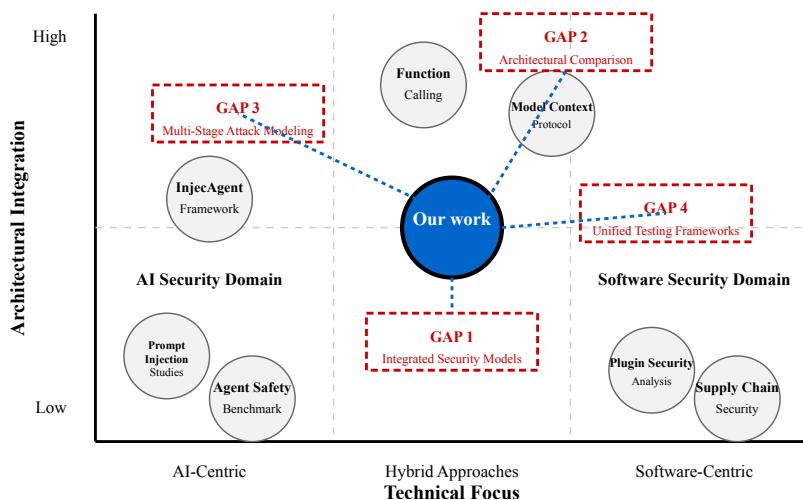 High
GAP 2
Architectural Comparison
Function
Calling
GAP 3
Multi-Stage Attack Modeling
Model Context
Protocol
InjecAgent
Framework
Our work
GAP 4
Unified Testing Frameworks
Architectural Integration
AI Security Domain
Software Security Domain
GAP 1
Integrated Security Models
Prompt
Injection
Studies
Agent Safety
Benchmark
Plugin Security
Analysis
Supply Chain
Security
Low
AI-Centric
Hybrid Approaches
Software-Centric
Technical Focus